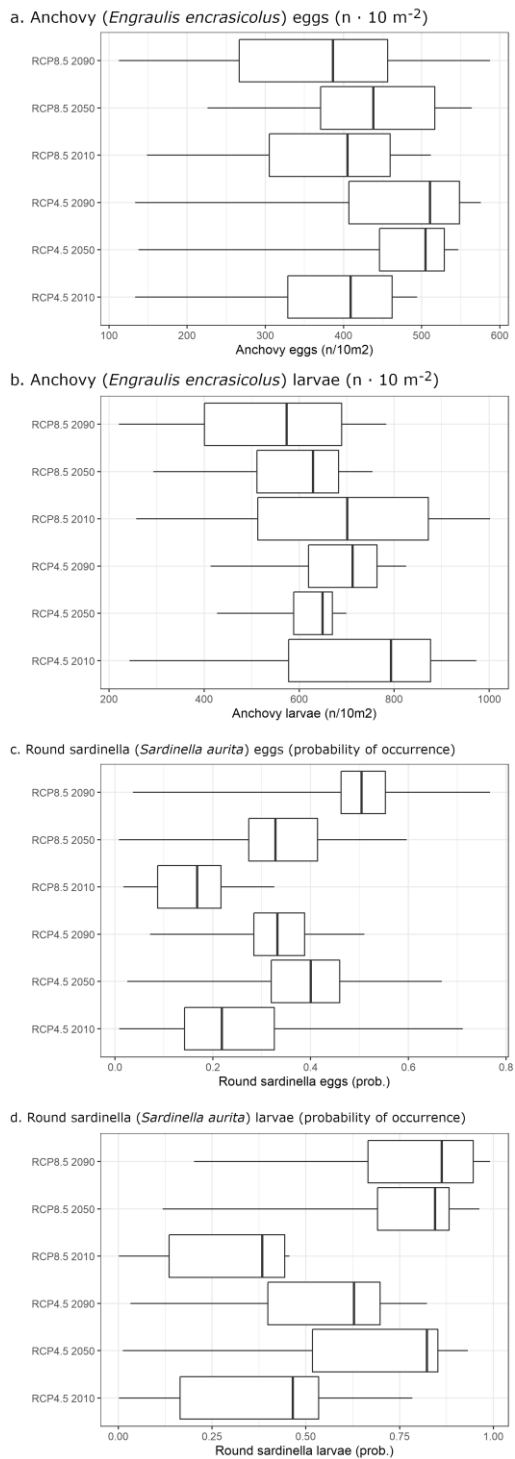 a. Anchovy (Engraulis encrasicolus) eggs (n · 10 m-2)
RCP8.5 2090
RCP8.5 2050
RCP8.5 2010
RCP4.5 2090
RCP4.5 2050
RCP4.5 2010
100 200 300 400 500 600
Anchovy eggs (n/10m2)
b. Anchovy (Engraulis encrasicolus) larvae (n · 10 m-2)
RCP8.5 2090
RCP8.5 2050
RCP8.5 2010
RCP4.5 2090
RCP4.5 2050
RCP4.5 2010
200 400 600 800 1000
Anchovy larvae (n/10m2)
c. Round sardinella (Sardinella aurita) eggs (probability of occurrence)
RCP8.5 2090
RCP8.5 2050
RCP8.5 2010
RCP4.5 2090
RCP4.5 2050
RCP4.5 2010
0.0 0.2 0.4 0.6 0.8
Round sardinella eggs (prob.)
d. Round sardinella (Sardinella aurita) larvae (probability of occurrence)
RCP8.5 2090
RCP8.5 2050
RCP8.5 2010
RCP4.5 2090
RCP4.5 2050
RCP4.5 2010
0.00 0.25 0.50 0.75 1.00
Round sardinella larvae (prob.)